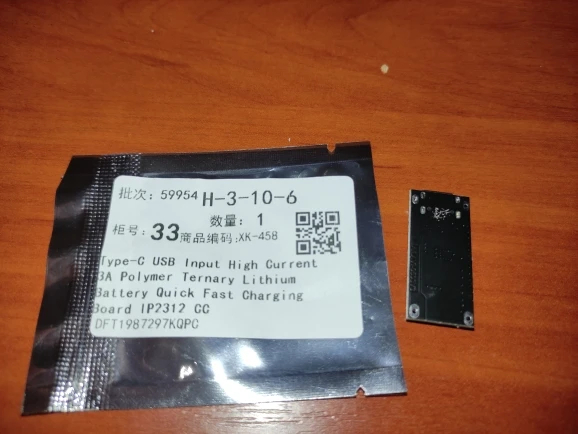 批次: 59954 H-3-10-6
数量: 1
柜号: 33 商品编码:XK-458
Type-C USB Input High Current
3A Polymer Ternary Lithium
Battery Quick Fast Charging
Board IP2312 CC
DFT1987297KQPC